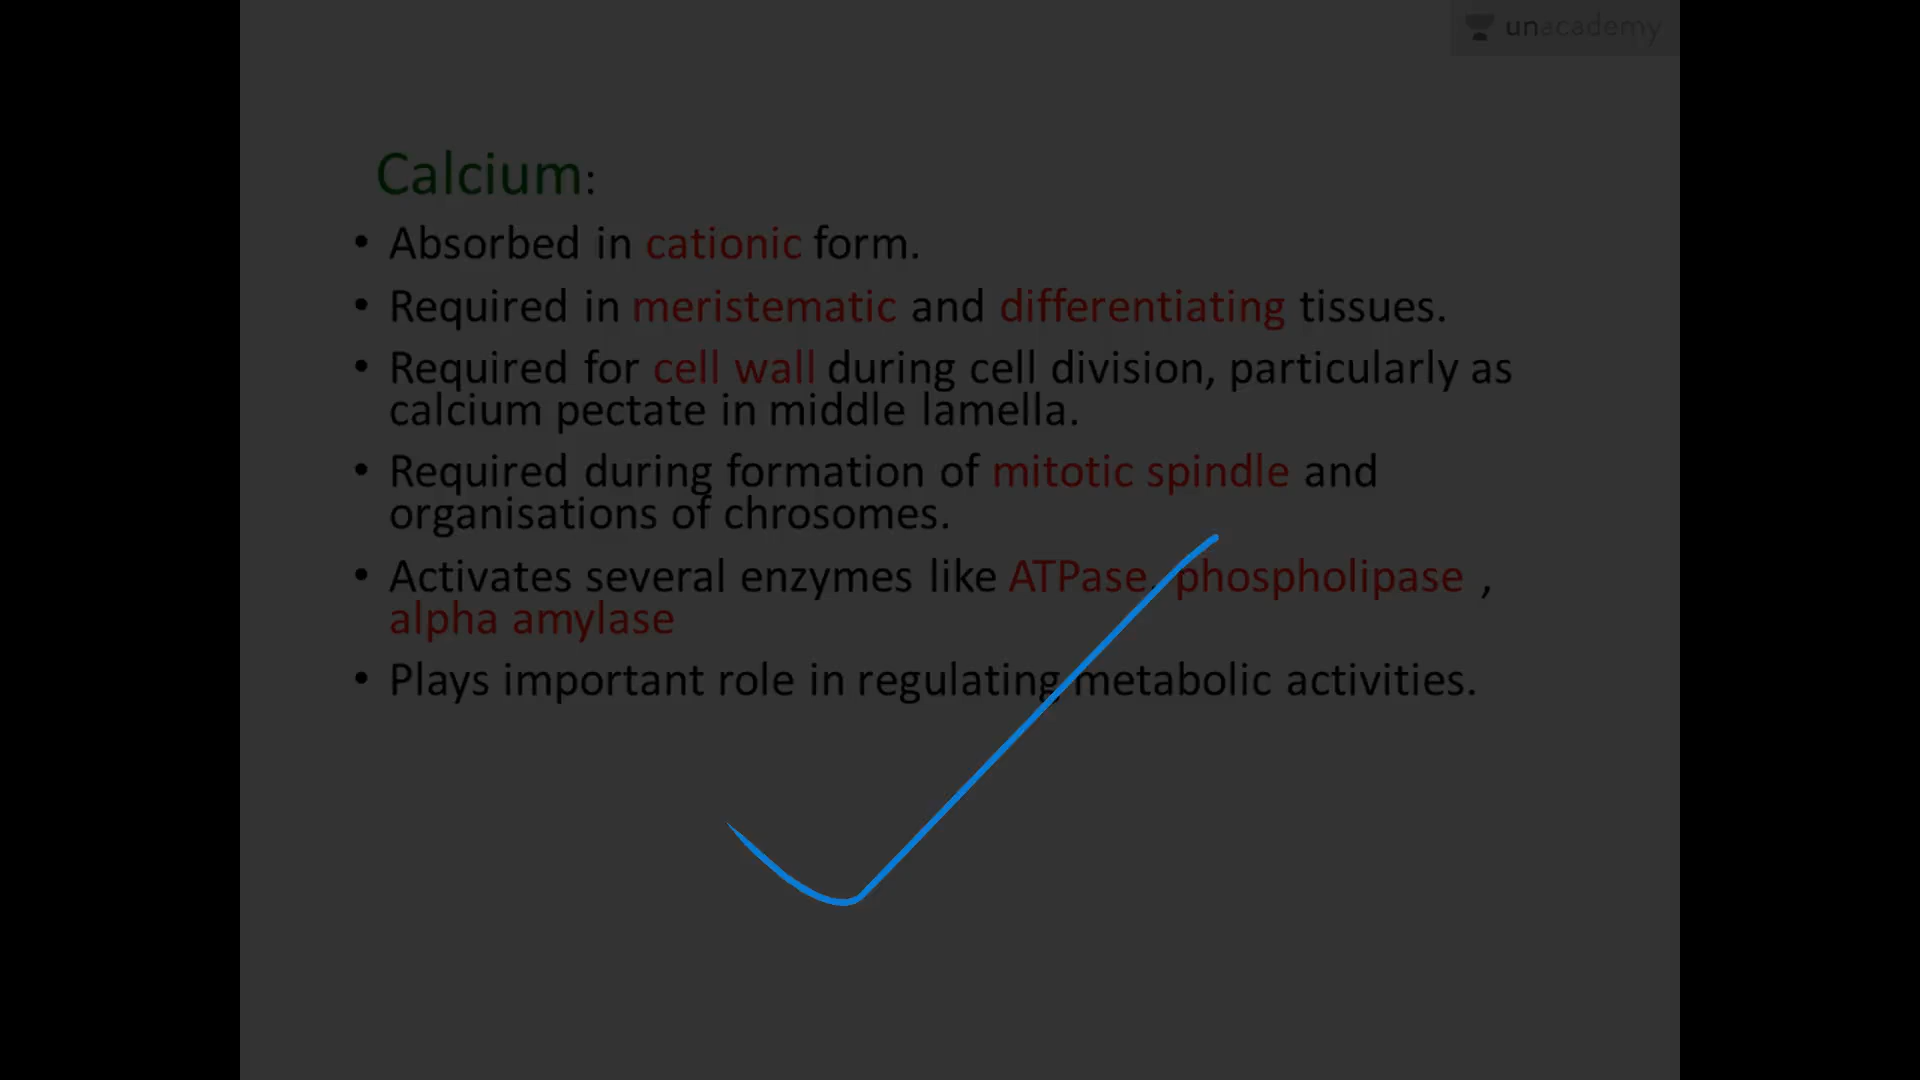 unacademy
Calcium:
• Absorbed in cationic form.
• Required in meristematic and differentiating tissues.
• Required for cell wall during cell division, particularly as
calcium pectate in middle lamella.
• Required during formation of mitotic spindle and
organisations of chrosomes.
• Activates several enzymes like ATPase, phospholipase ,
alpha amylase
• Plays important role in regulating metabolic activities.